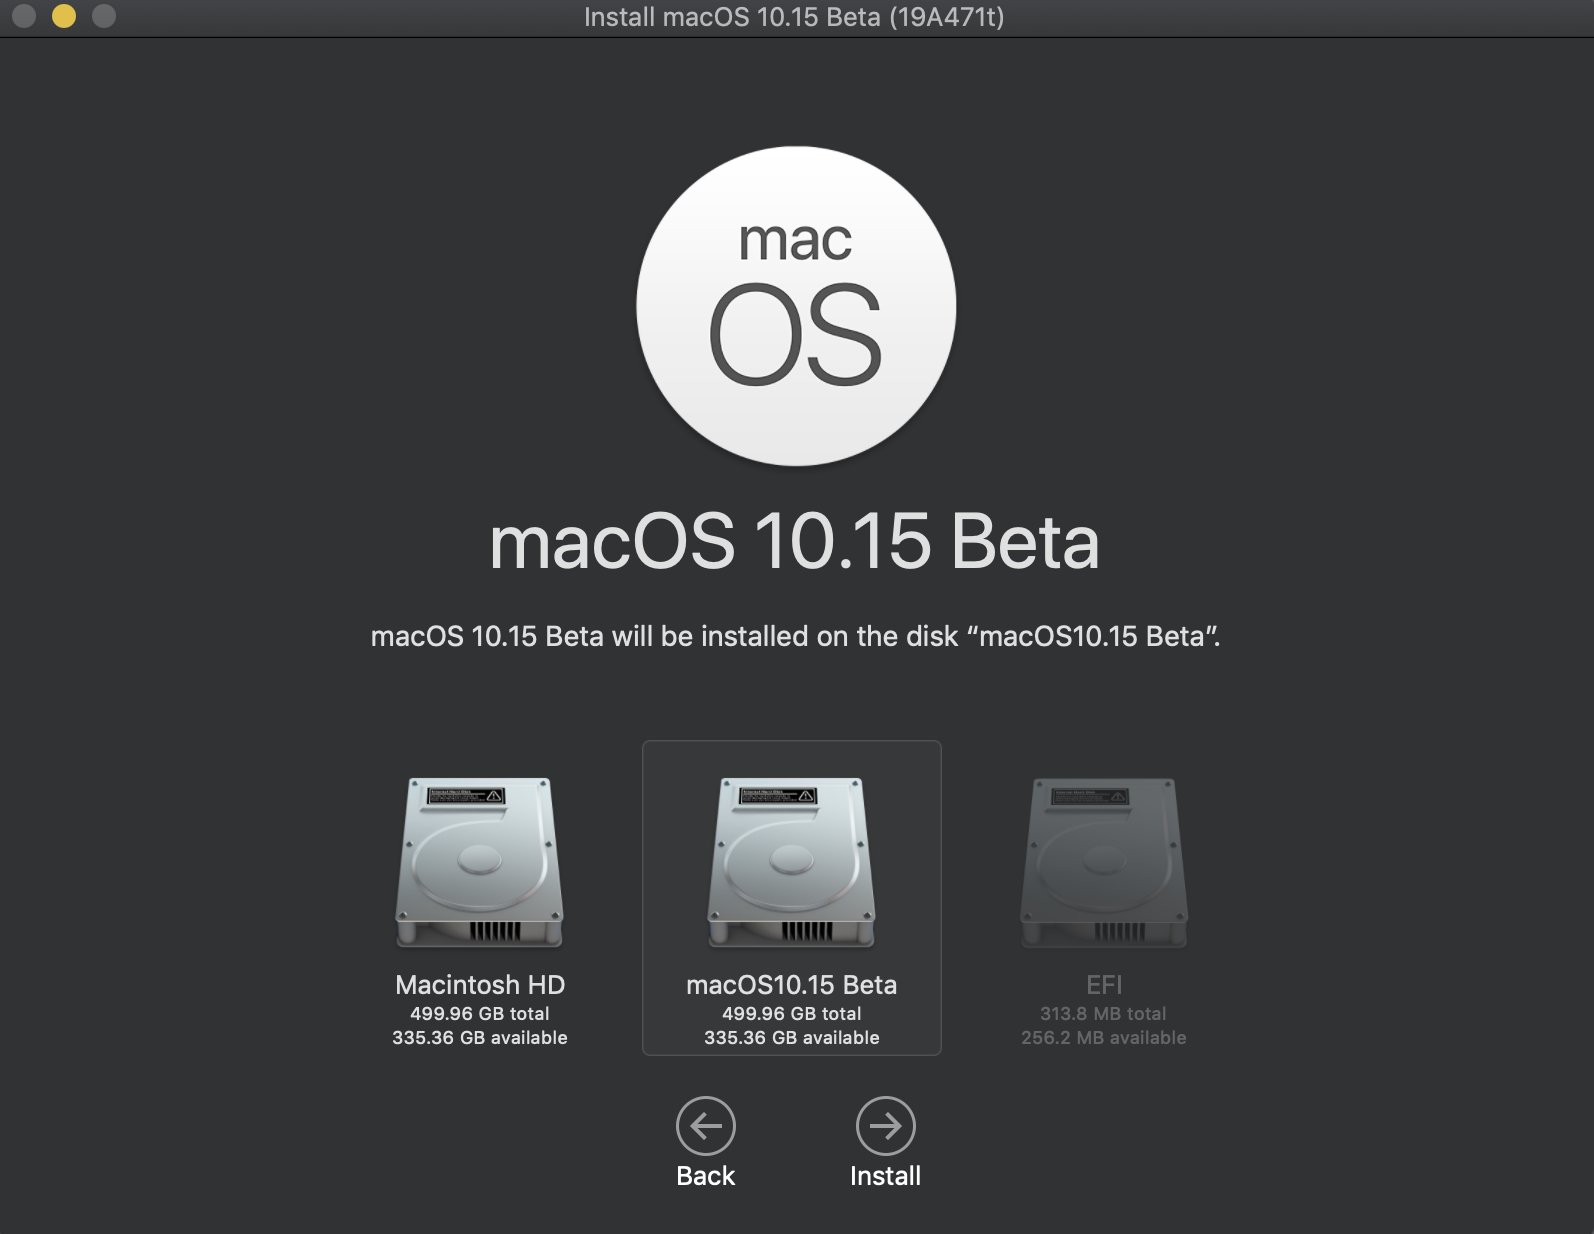 Install macOS 10.15 Beta (19A471t)
mac
OS
macOS 10.15 Beta
macOS 10.15 Beta will be installed on the disk “macOS10.15 Beta”.
Macintosh HD
499.96 GB total
335.36 GB available
macOS10.15 Beta
499.96 GB total
335.36 GB available
EFI
313.8 MB total
256.2 MB available
Back
Install